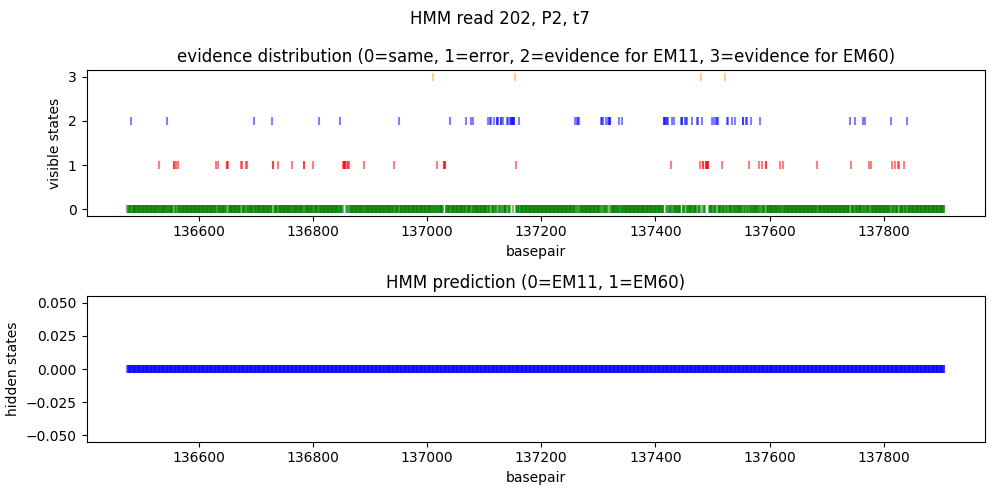 HMM read 202, P2, t7
evidence distribution (0=same, 1=error, 2=evidence for EM11, 3=evidence for EM60)
visible states
3
2
1
0
136600 136800 137000 137200 137400 137600 137800
basepair
HMM prediction (0=EM11, 1=EM60)
hidden states
0.050
0.025
0.000
−0.025
−0.050
136600 136800 137000 137200 137400 137600 137800
basepair